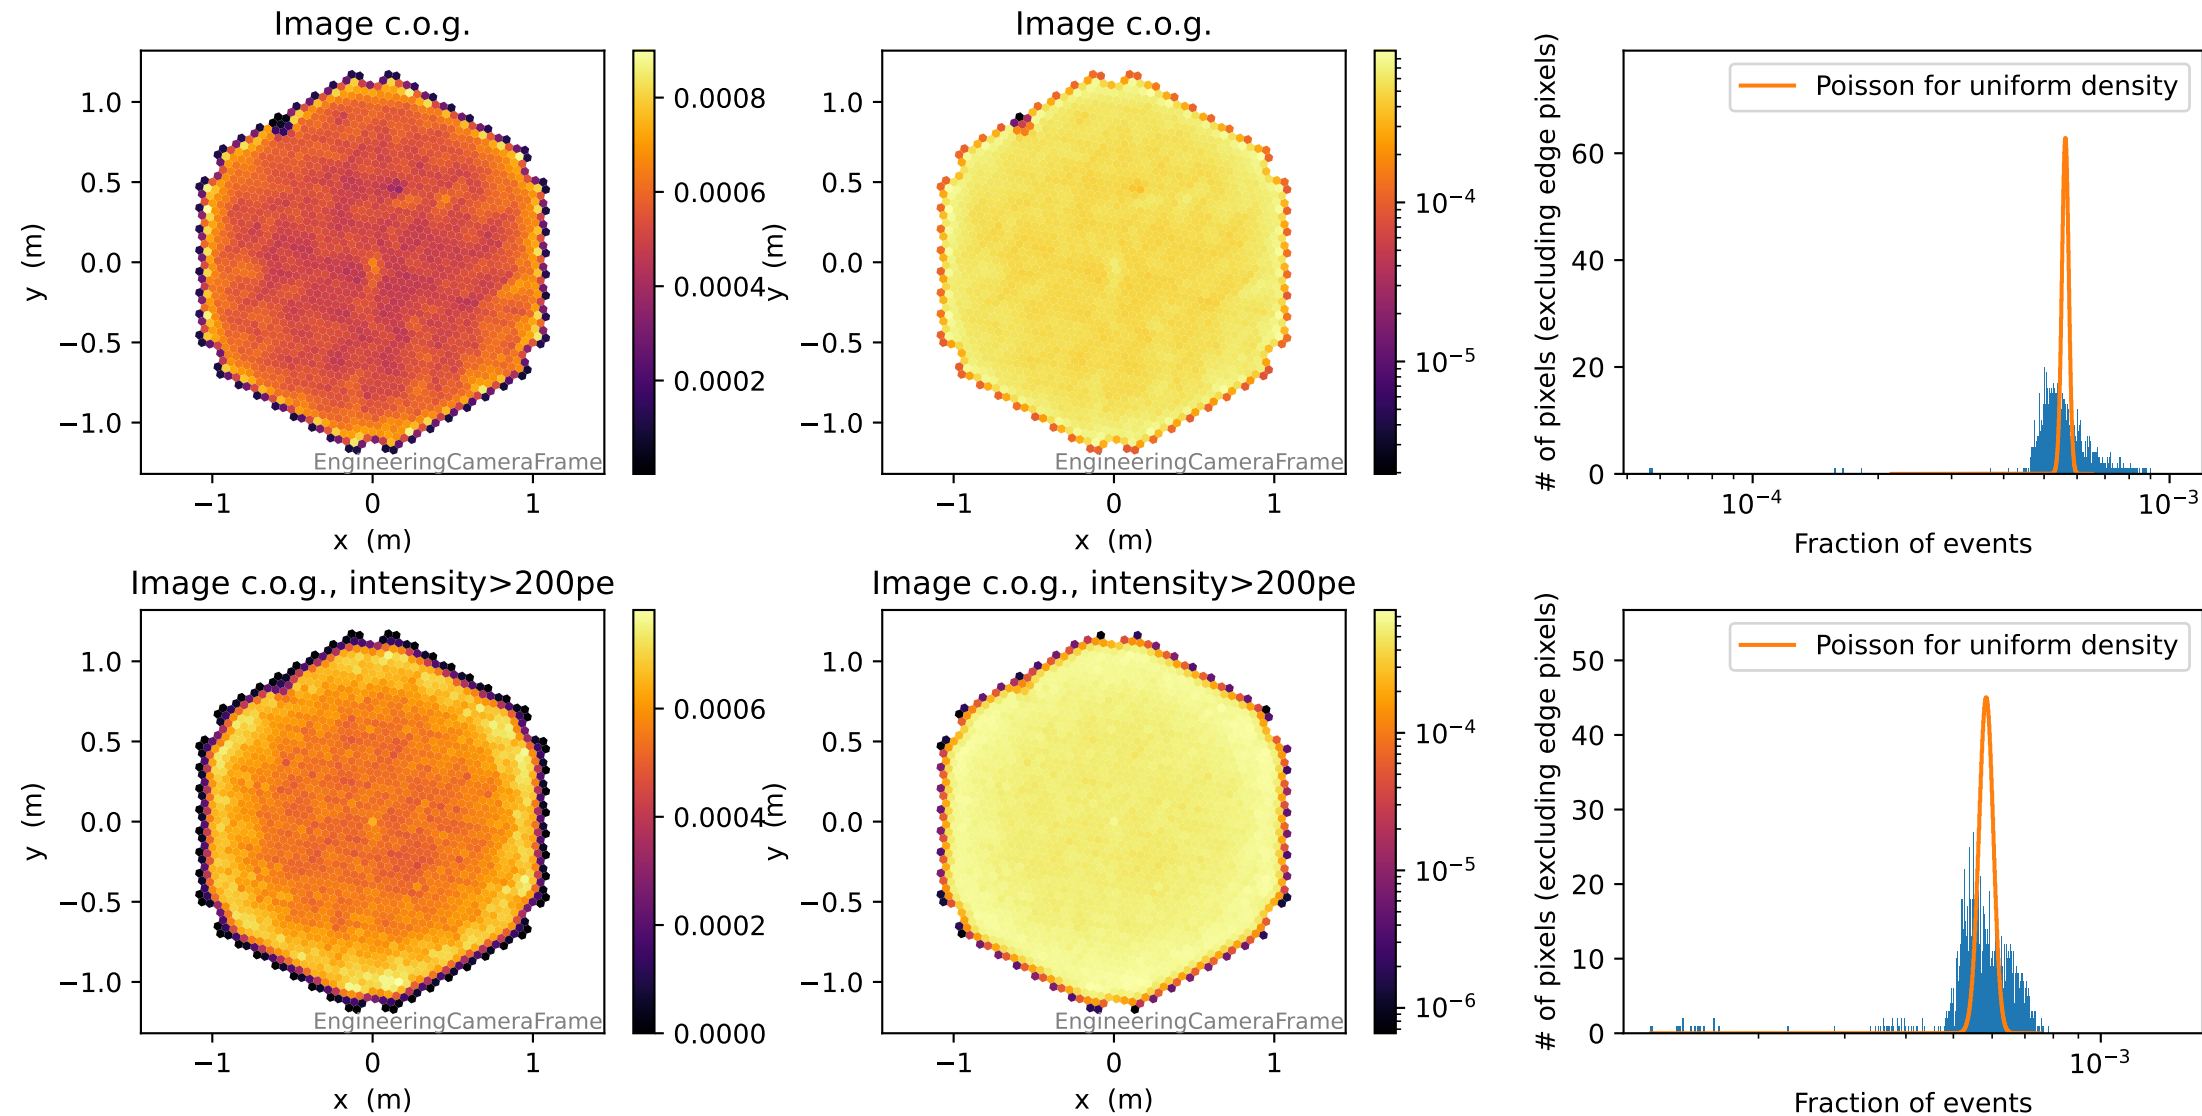 Image c.o.g.
1.0
0.5
0.0
−0.5
−1.0
y (m)
−1
0
1
x (m)
EngineeringCameraFrame
0.0008
0.0006
0.0004
0.0002
Image c.o.g.
1.0
0.5
0.0
−0.5
−1.0
y (m)
−1
0
1
x (m)
EngineeringCameraFrame
10⁻⁴
10⁻⁵
Poisson for uniform density
# of pixels (excluding edge pixels)
60
40
20
0
10⁻⁴
10⁻³
Fraction of events
Image c.o.g., intensity>200pe
1.0
0.5
0.0
−0.5
−1.0
y (m)
−1
0
1
x (m)
EngineeringCameraFrame
0.0006
0.0004
0.0002
0.0000
Image c.o.g., intensity>200pe
1.0
0.5
0.0
−0.5
−1.0
y (m)
−1
0
1
x (m)
EngineeringCameraFrame
10⁻⁴
10⁻⁵
10⁻⁶
Poisson for uniform density
# of pixels (excluding edge pixels)
50
40
30
20
10
0
10⁻³
Fraction of events